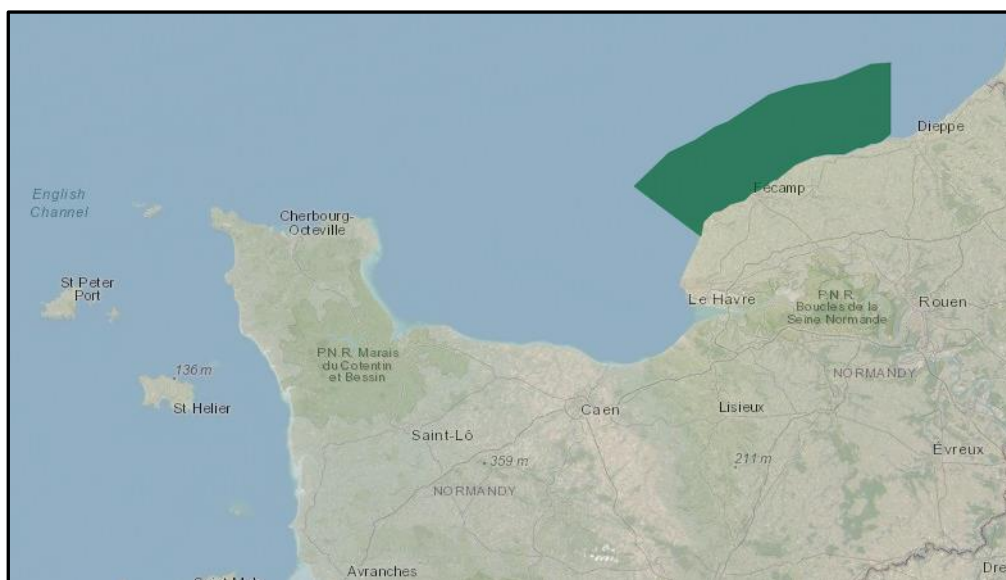 Dieppe
English
Channel
Fécamp
Cherbourg-
Octeville
St Peter
Port
Le Havre
P.N.R.
Boucles de la
Seine Normande
Rouen
P.N.R. Marais
du Cotentin
et Bessin
136 m
NORMANDY
St Helier
Caen
Lisieux
Saint-Lô
Évreux
359 m
211 m
NORMANDY
Avranches